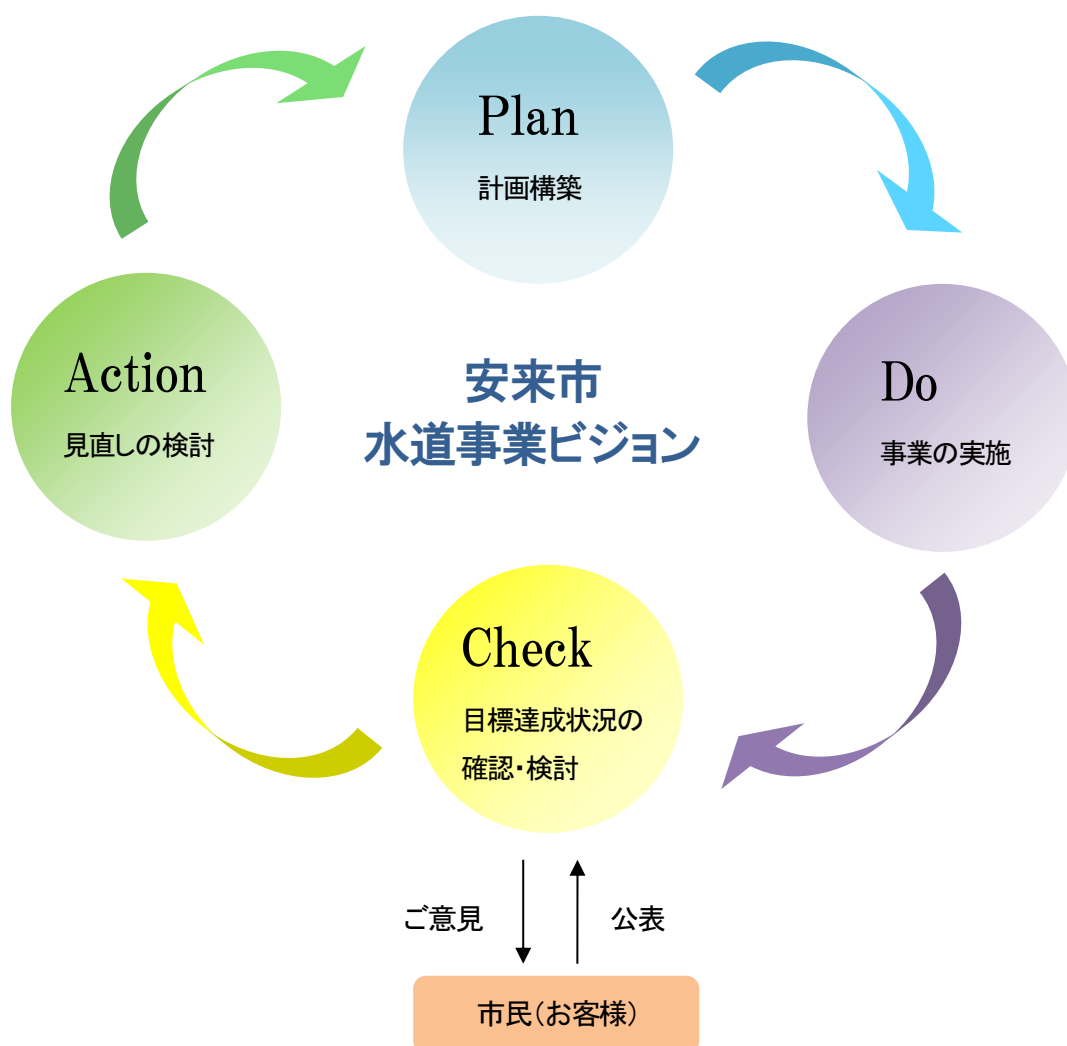 Plan
計画構築
Action
見直しの検討
安来市
水道事業ビジョン
Do
事業の実施
Check
目標達成状況の
確認・検討
ご意見
公表
市民(お客様)